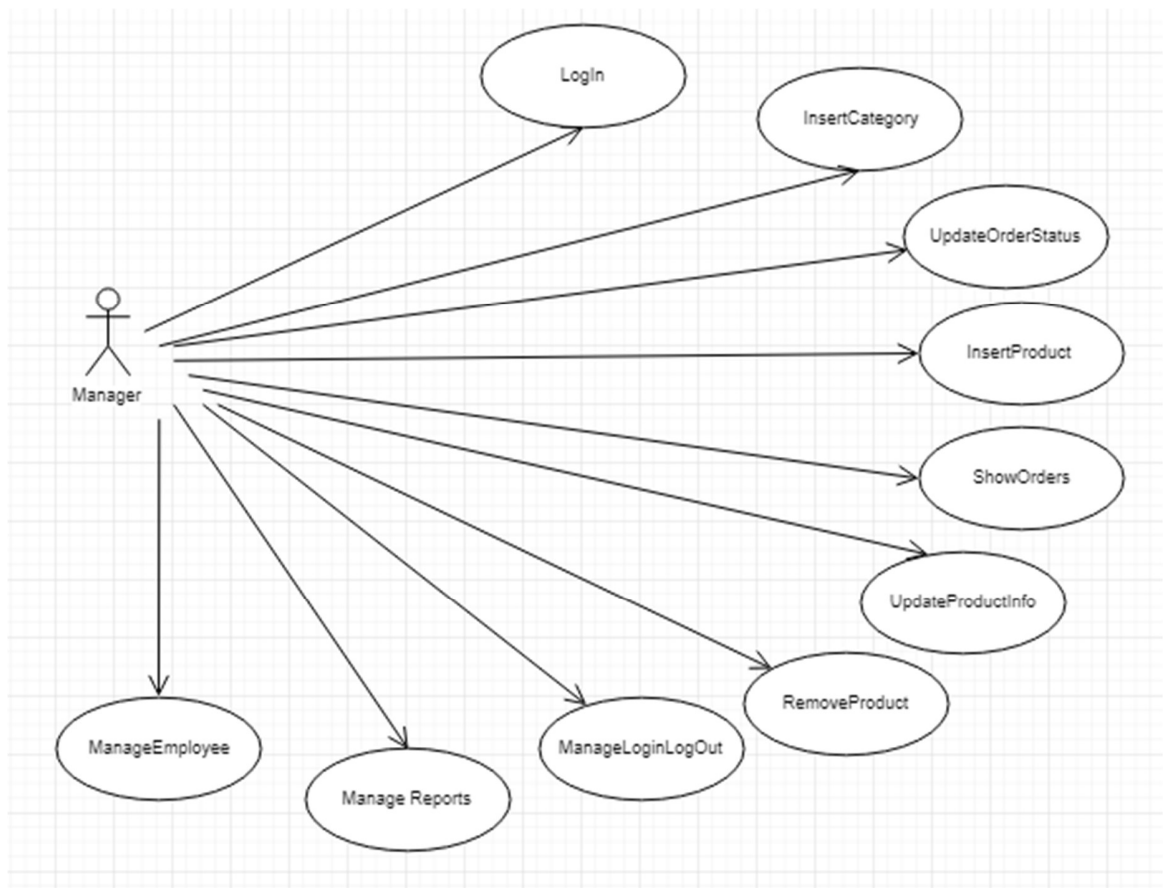 LogIn
InsertCategory
UpdateOrderStatus
InsertProduct
Manager
ShowOrders
UpdateProductInfo
RemoveProduct
ManageEmployee
ManageLoginLogOut
Manage Reports